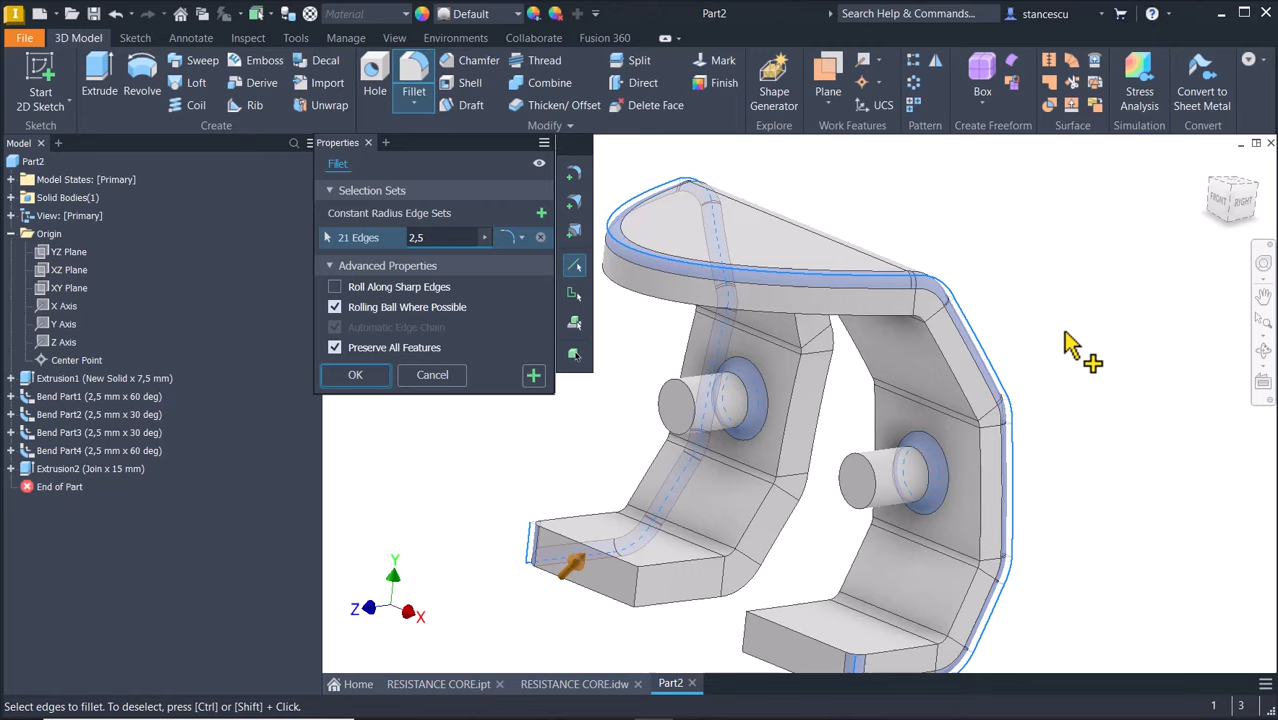 Material Default Part2 Search Help & Commands... stancescu
File 3D Model Sketch Annotate Inspect Tools Manage View Environments Collaborate Fusion 360
Start 2D Sketch Extrude Revolve Sweep Loft Coil Emboss Derive Rib Decal Import Unwrap Hole Fillet Chamfer Shell Draft Thread Combine Thicken/ Offset Split Direct Delete Face Mark Finish Shape Generator Plane UCS Box Stress Analysis Convert to Sheet Metal
Sketch Create Modify Explore Work Features Pattern Create Freeform Surface Simulation Convert
Model
Part2
Model States: [Primary]
Solid Bodies(1)
View: [Primary]
Origin
YZ Plane
XZ Plane
XY Plane
X Axis
Y Axis
Z Axis
Center Point
Extrusion1 (New Solid x 7,5 mm)
Bend Part1 (2,5 mm x 60 deg)
Bend Part2 (2,5 mm x 30 deg)
Bend Part3 (2,5 mm x 30 deg)
Bend Part4 (2,5 mm x 60 deg)
Extrusion2 (Join x 15 mm)
End of Part
Properties
Fillet
Selection Sets
Constant Radius Edge Sets
21 Edges 2,5
Advanced Properties
Roll Along Sharp Edges
Rolling Ball Where Possible
Automatic Edge Chain
Preserve All Features
OK Cancel
FRONT RIGHT
Y
Z X
Home RESISTANCE CORE.ipt RESISTANCE CORE.idw Part2
Select edges to fillet. To deselect, press [Ctrl] or [Shift] + Click. 1 3